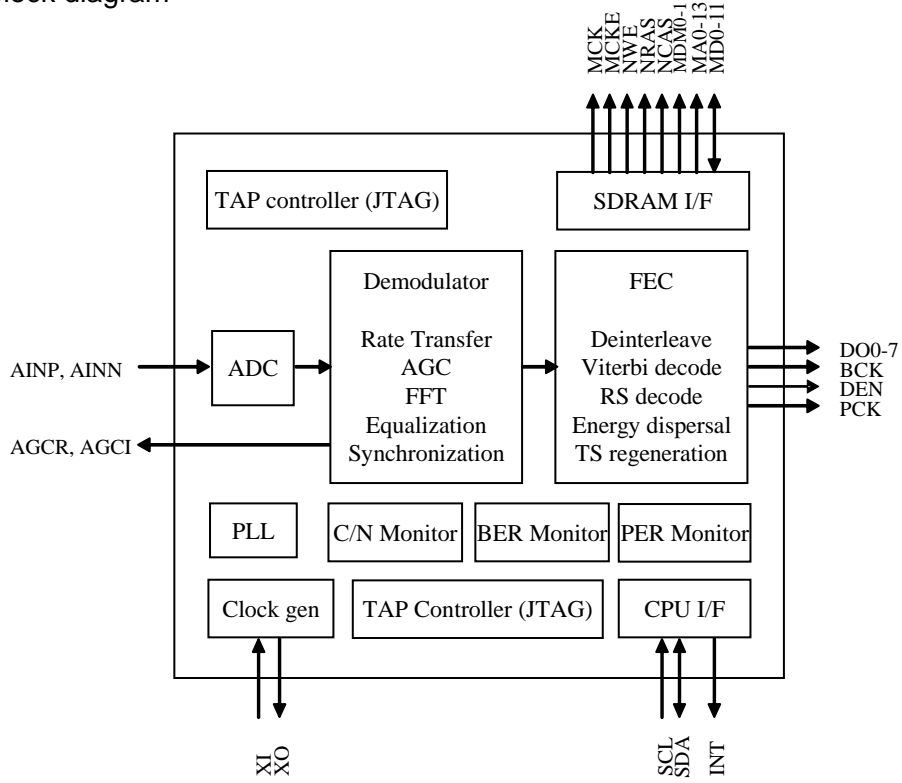 lock diagram
MCK
MCKE
NWE
NRAS
NCAS
MDM0-1
MA0-13
MD0-11
TAP controller (JTAG)
SDRAM I/F
Demodulator
Rate Transfer
AGC
FFT
Equalization
Synchronization
FEC
Deinterleave
Viterbi decode
RS decode
Energy dispersal
TS regeneration
AINP, AINN
ADC
AGCR, AGCI
DO0-7
BCK
DEN
PCK
PLL
C/N Monitor
BER Monitor
PER Monitor
Clock gen
TAP Controller (JTAG)
CPU I/F
XI
XO
SCL
SDA
INT